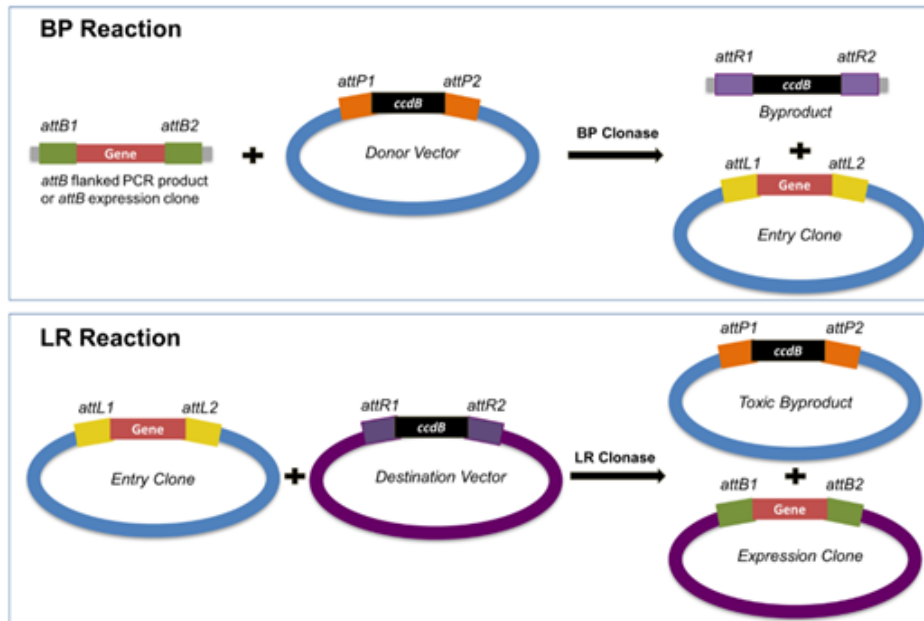 BP Reaction
attB1 attB2
Gene
attB flanked PCR product
or attB expression clone
attP1 attP2
ccdB
Donor Vector
BP Clonase
attR1 attR2
ccdB
Byproduct
attL1 attL2
Gene
Entry Clone
LR Reaction
attL1 attL2
Gene
Entry Clone
attR1 attR2
ccdB
Destination Vector
LR Clonase
attP1 attP2
ccdB
Toxic Byproduct
attB1 attB2
Gene
Expression Clone